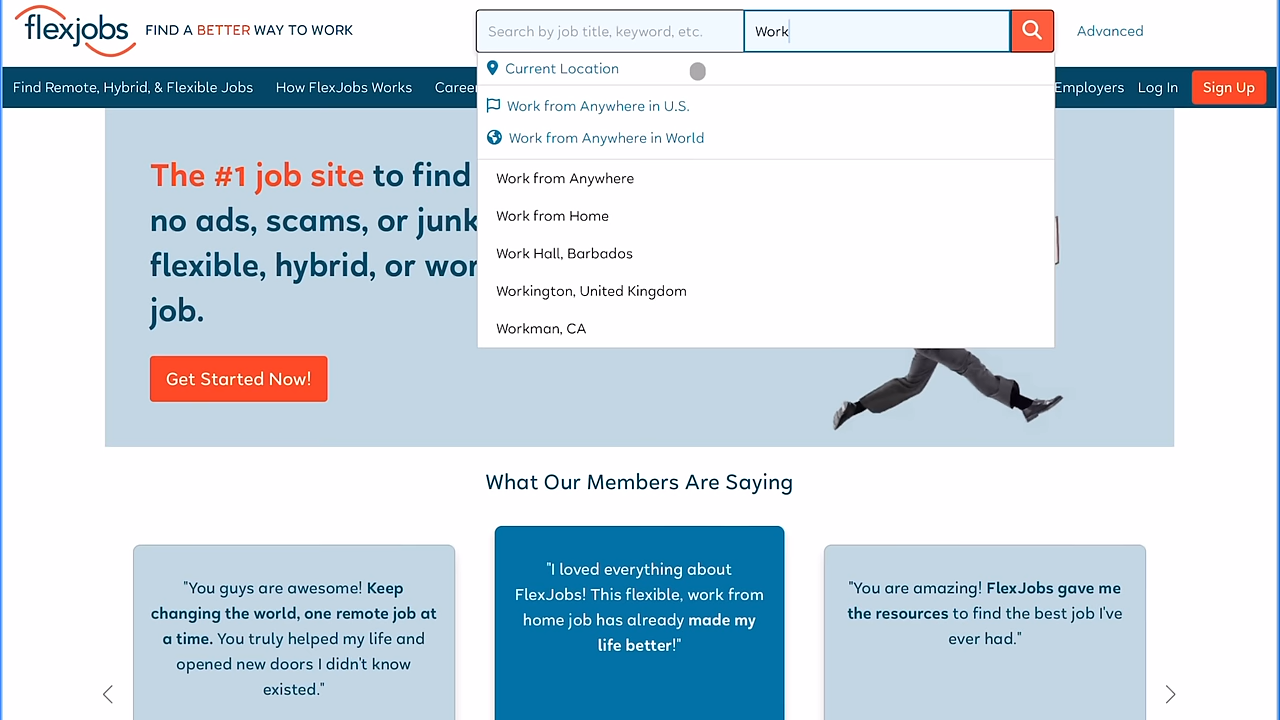 flexjobs FIND A BETTER WAY TO WORK
Search by job title, keyword, etc. Work Advanced
Current Location
Find Remote, Hybrid, & Flexible Jobs How FlexJobs Works Employers Log In Sign Up
Work from Anywhere in U.S.
Work from Anywhere in World
Work from Anywhere
Work from Home
Work Hall, Barbados
Workington, United Kingdom
Workman, CA
The #1 job site to find
no ads, scams, or junk
flexible, hybrid, or
job.
Get Started Now!
What Our Members Are Saying
"You guys are awesome! Keep
changing the world, one remote job at
a time. You truly helped my life and
opened new doors I didn't know
existed."
"I loved everything about
FlexJobs! This flexible, work from
home job has already made my
life better!"
"You are amazing! FlexJobs gave me
the resources to find the best job I've
ever had."